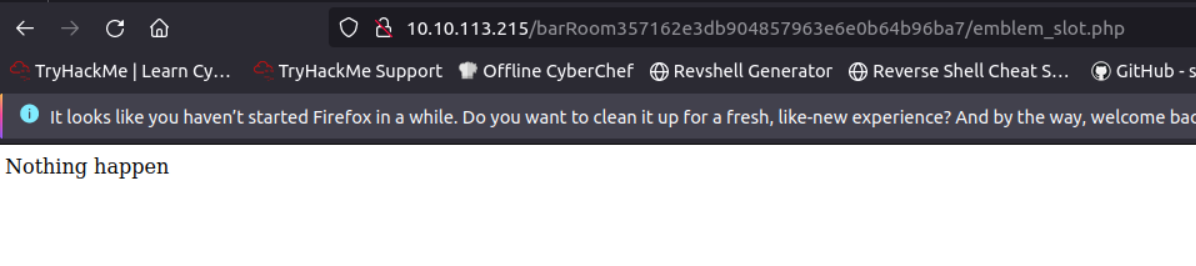 10.10.113.215/barRoom357162e3db904857963e6e0b64b96ba7/emblem_slot.php
TryHackMe | Learn Cy... TryHackMe Support Offline CyberChef Revshell Generator Reverse Shell Cheat S... GitHub - s
It looks like you haven't started Firefox in a while. Do you want to clean it up for a fresh, like-new experience? And by the way, welcome bac
Nothing happen